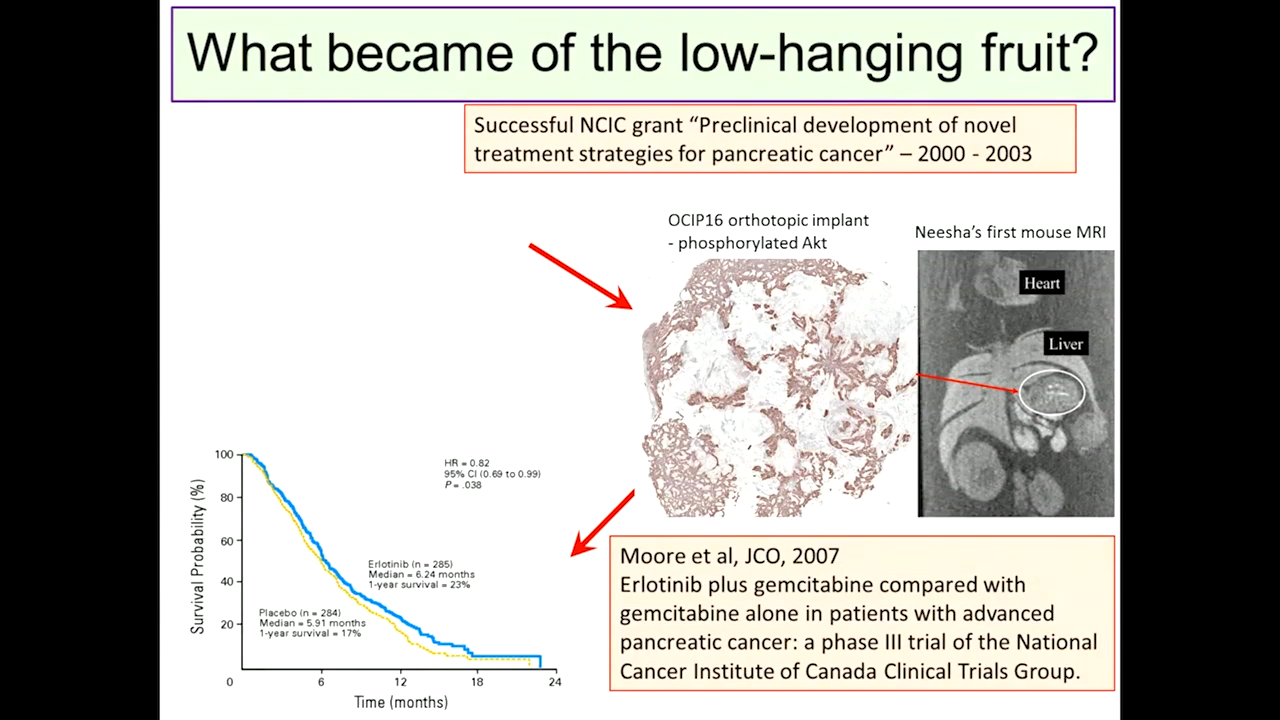 What became of the low-hanging fruit?
Successful NCIC grant “Preclinical development of novel
treatment strategies for pancreatic cancer” – 2000 - 2003
OCIP16 orthotopic implant
- phosphorylated Akt
Neesha’s first mouse MRI
Heart
Liver
100
80
60
40
20
0
6
12
18
24
Survival Probability (%)
Time (months)
HR = 0.82
95% CI (0.69 to 0.99)
P = .038
Erlotinib (n = 285)
Median = 6.24 months
1-year survival = 23%
Placebo (n = 284)
Median = 5.91 months
1-year survival = 17%
Moore et al, JCO, 2007
Erlotinib plus gemcitabine compared with
gemcitabine alone in patients with advanced
pancreatic cancer: a phase III trial of the National
Cancer Institute of Canada Clinical Trials Group.